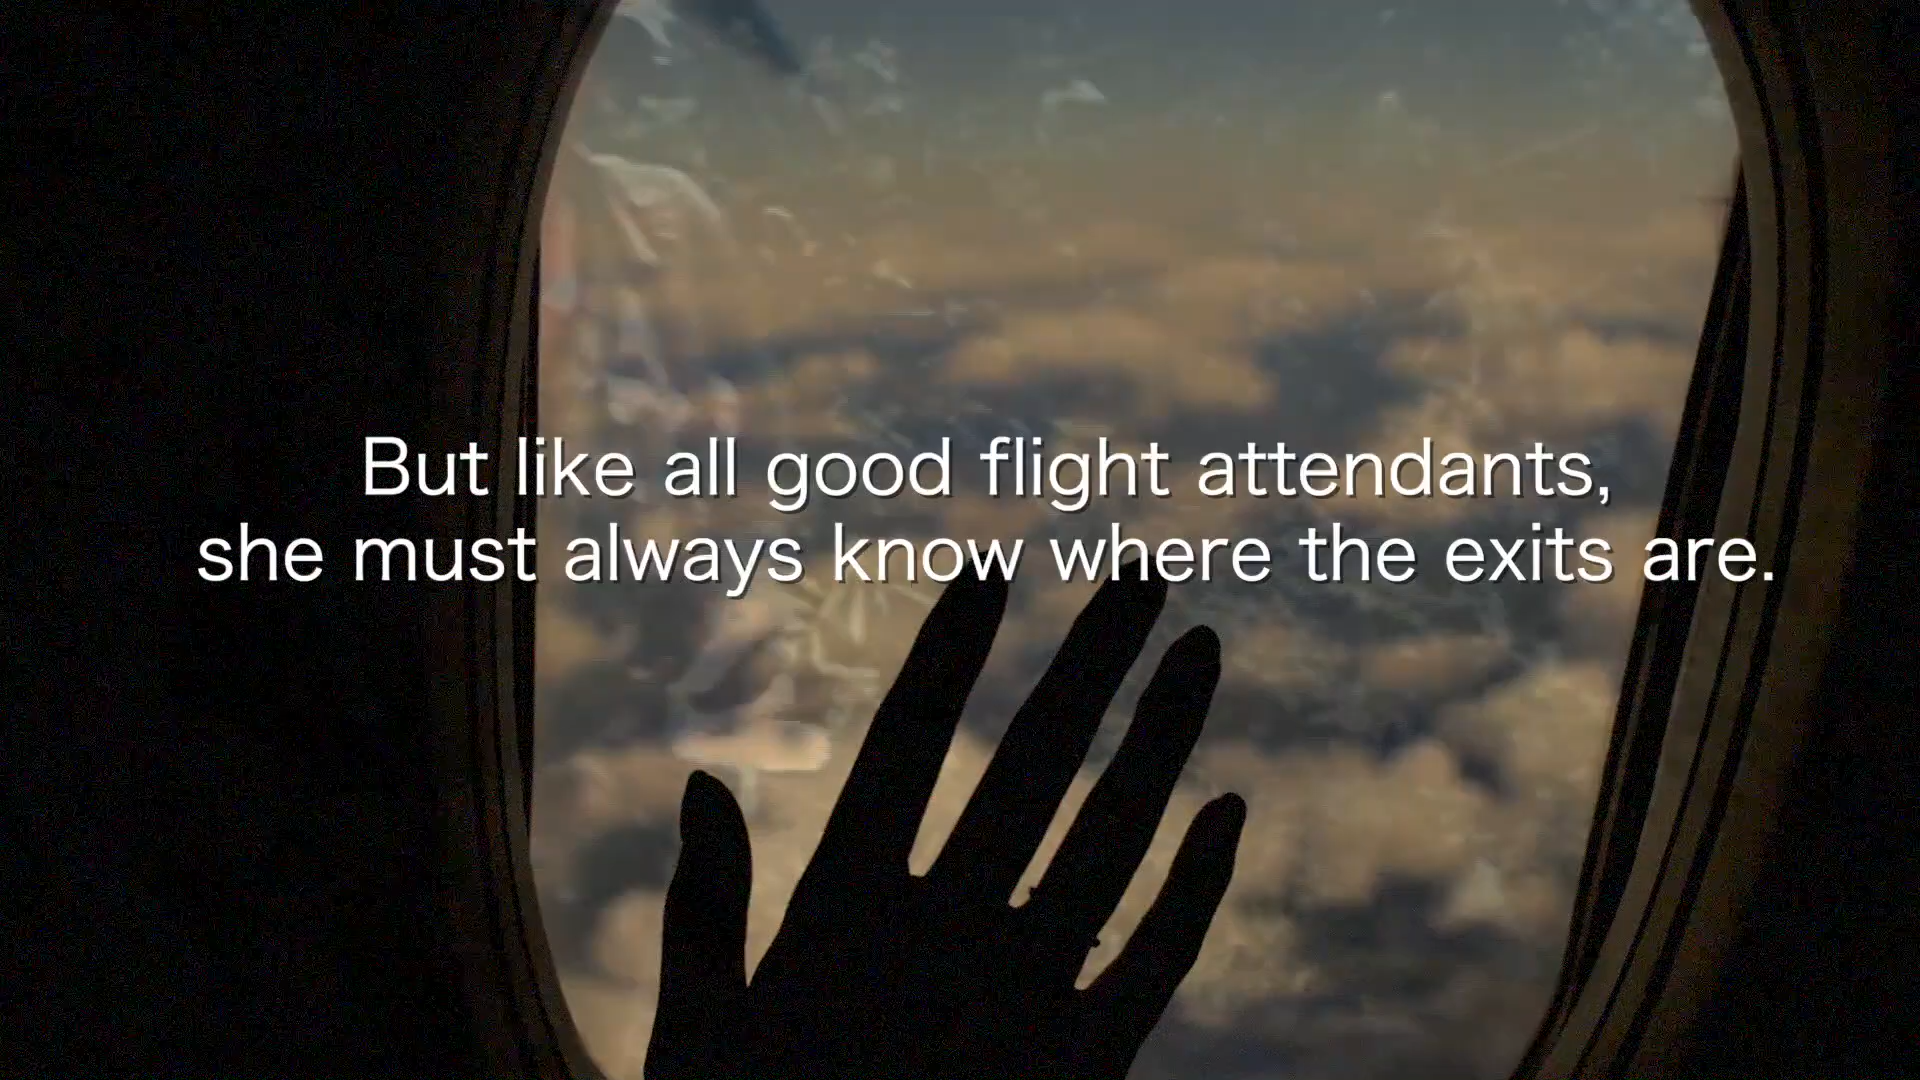 But like all good flight attendants,
she must always know where the exits are.